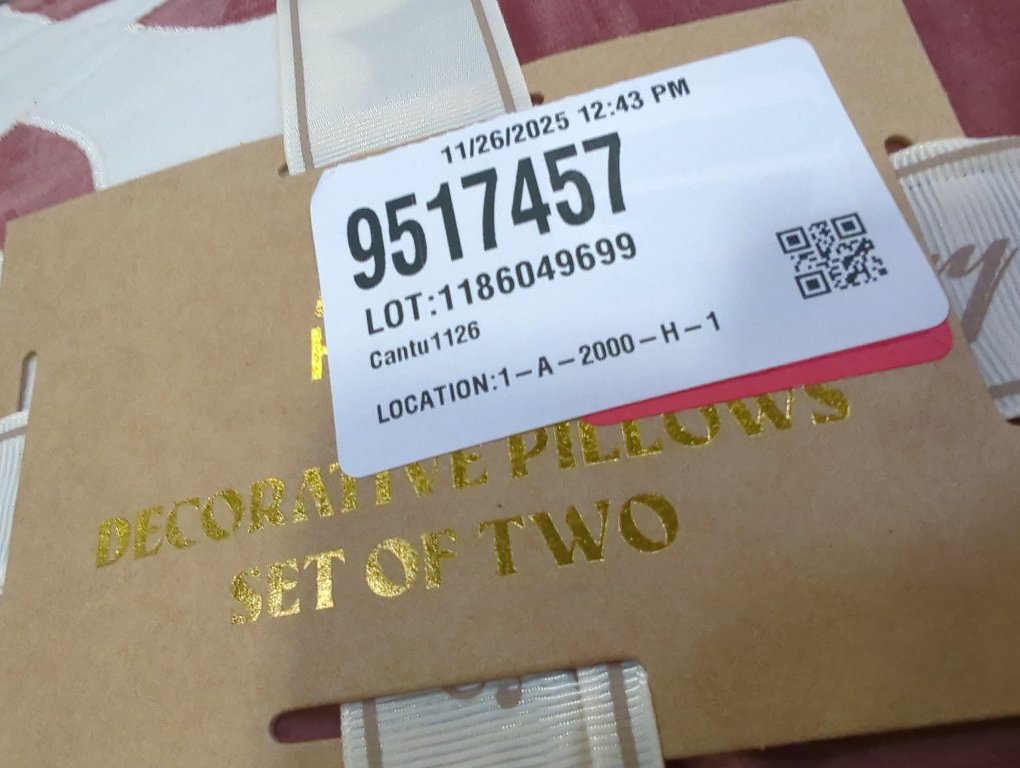 11/26/2025 12:43 PM
9517457
LOT:1186049699
Cantu1126
LOCATION:1-A-2000-H-1
DECORATIVE PILLOWS
SET OF TWO